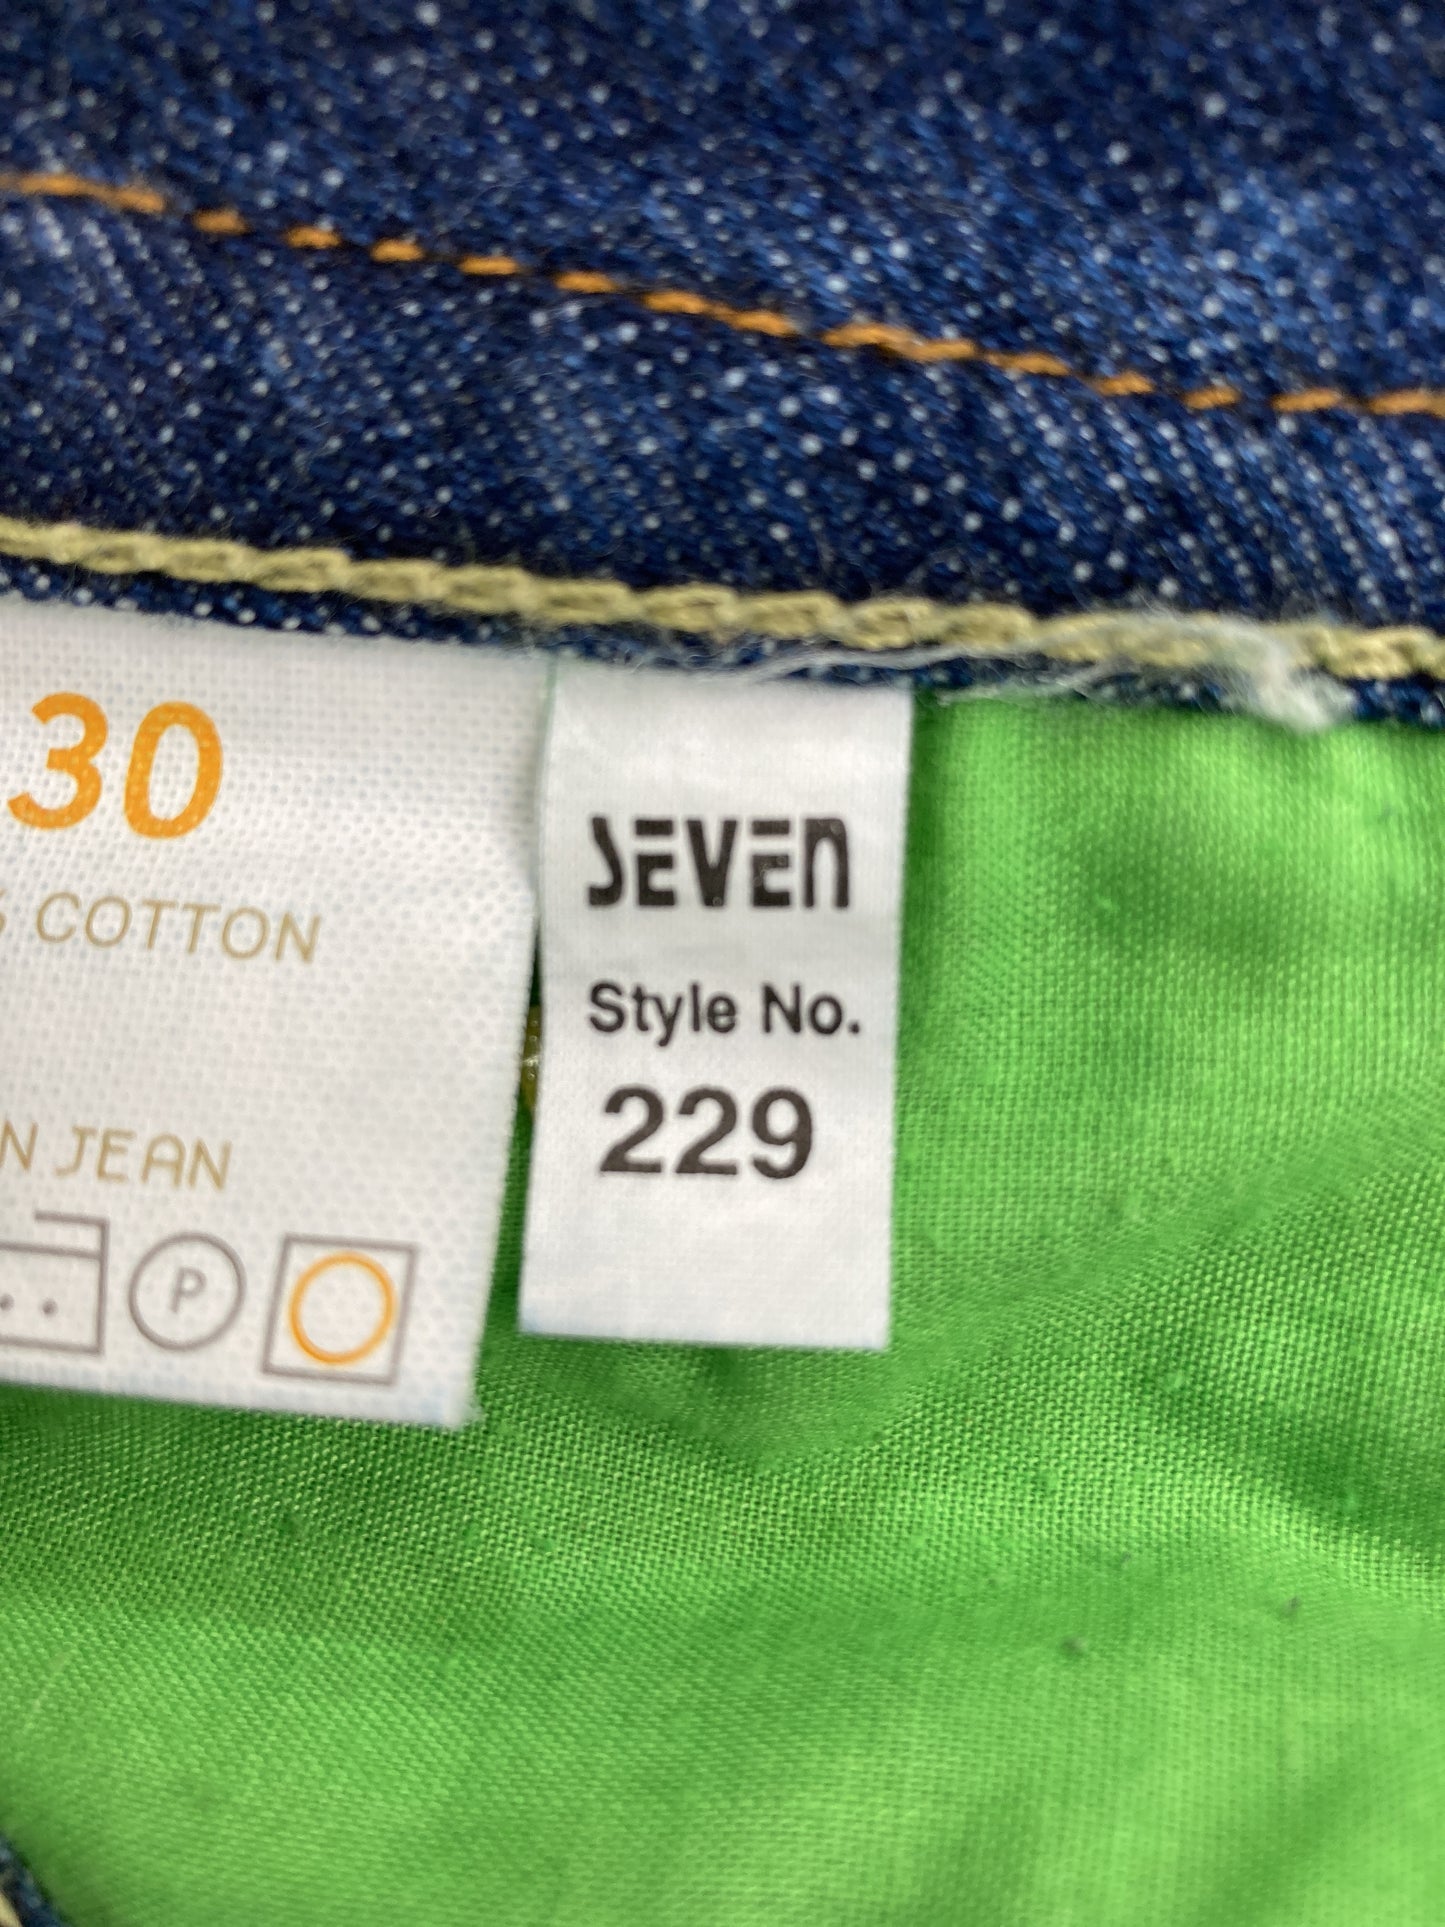 30
% COTTON
N JEAN
P
SEVEN
Style No.
229